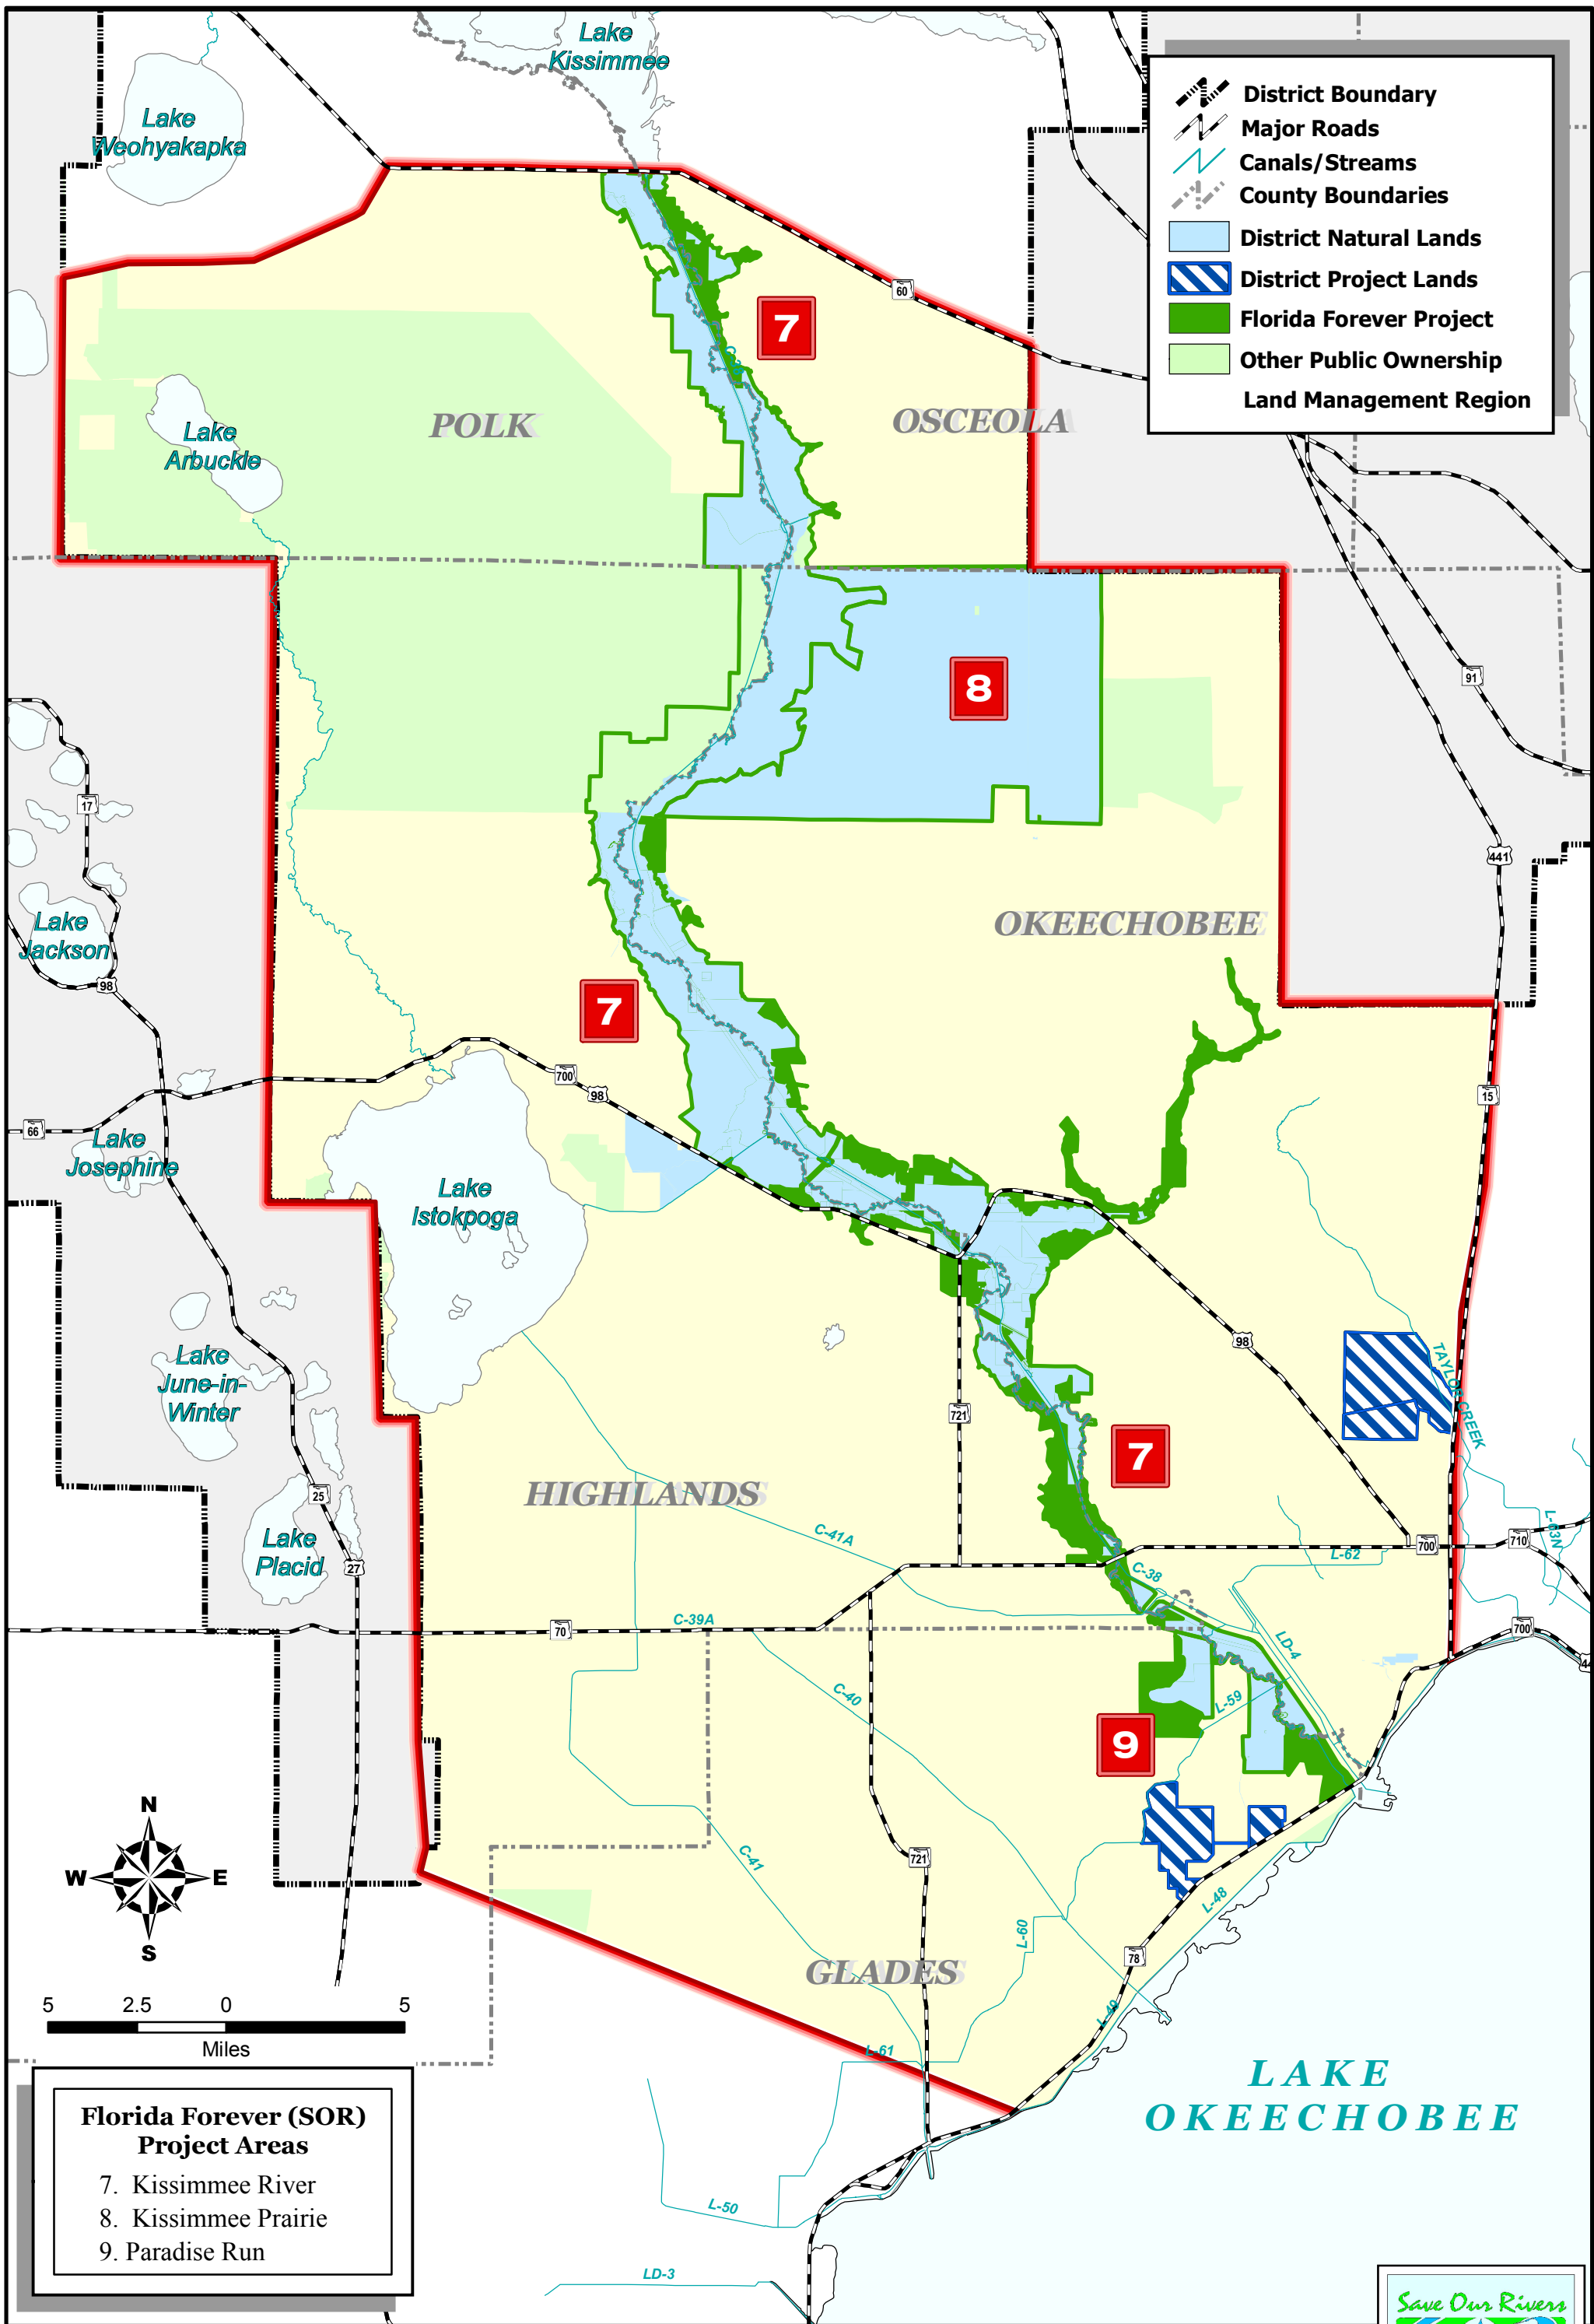 Lake
Kissimmee
Lake
Weohyakapka
District Boundary
Major Roads
Canals/Streams
County Boundaries
District Natural Lands
District Project Lands
Florida Forever Project
Other Public Ownership
Land Management Region
60
7
POLK
OSCEOLA
Lake
Arbuckle
8
91
17
441
Lake
Jackson
98
OKEECHOBEE
7
700
98
15
66
Lake
Josephine
Lake
Istokpoga
98
TAYLOR CREEK
Lake
June-in-
Winter
721
7
25
HIGHLANDS
C-41A
Lake
Placid
27
700
710
L-63N
L-62
C-38
70
C-39A
700
LD-4
C-40
L-59
9
N
W
E
S
C-41
721
L-48
L-60
78
GLADES
L-49
5
2.5
0
5
Miles
L-61
LAKE
OKEECHOBEE
Florida Forever (SOR)
Project Areas
7. Kissimmee River
8. Kissimmee Prairie
9. Paradise Run
L-50
LD-3
Save Our Rivers